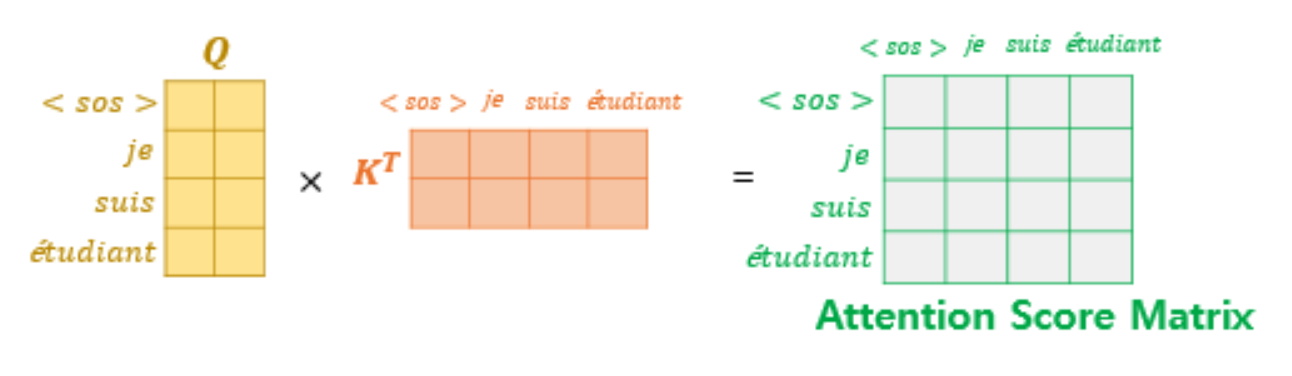 Q
< sos >
je
suis
étudiant
×
< sos > je suis étudiant
K^T
=
< sos > je suis étudiant
< sos >
je
suis
étudiant
Attention Score Matrix